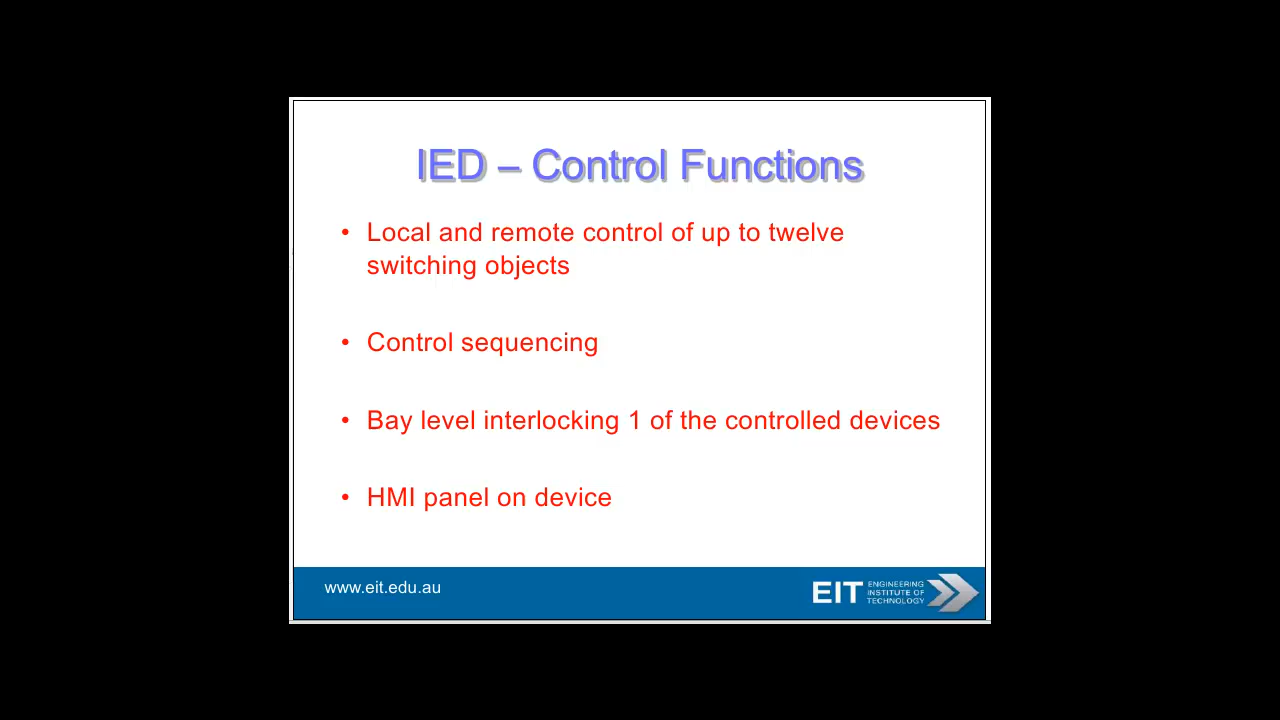 IED – Control Functions
• Local and remote control of up to twelve
switching objects
• Control sequencing
• Bay level interlocking 1 of the controlled devices
• HMI panel on device
www.eit.edu.au
EIT
ENGINEERING
INSTITUTE OF
TECHNOLOGY